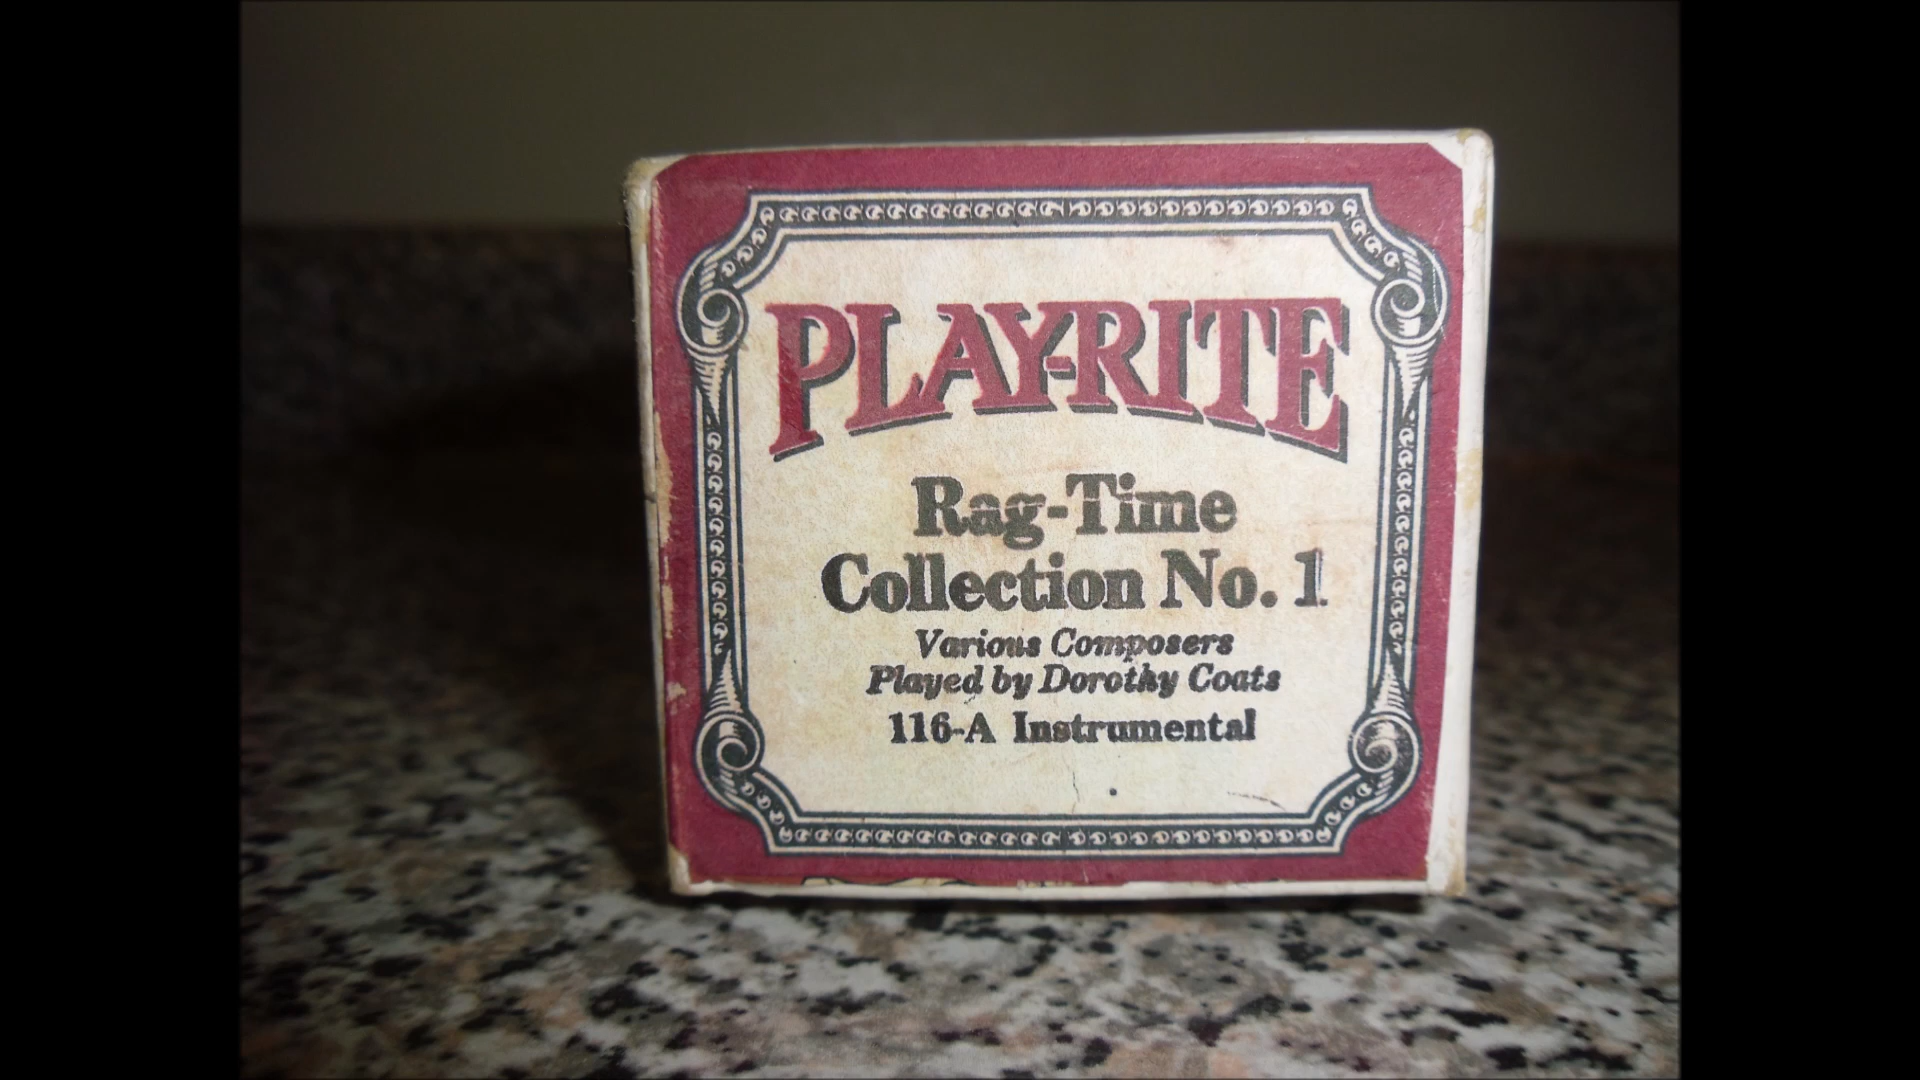 PLAY-RITE
Rag-Time
Collection No. 1
Various Composers
Played by Dorothy Coats
116-A Instrumental